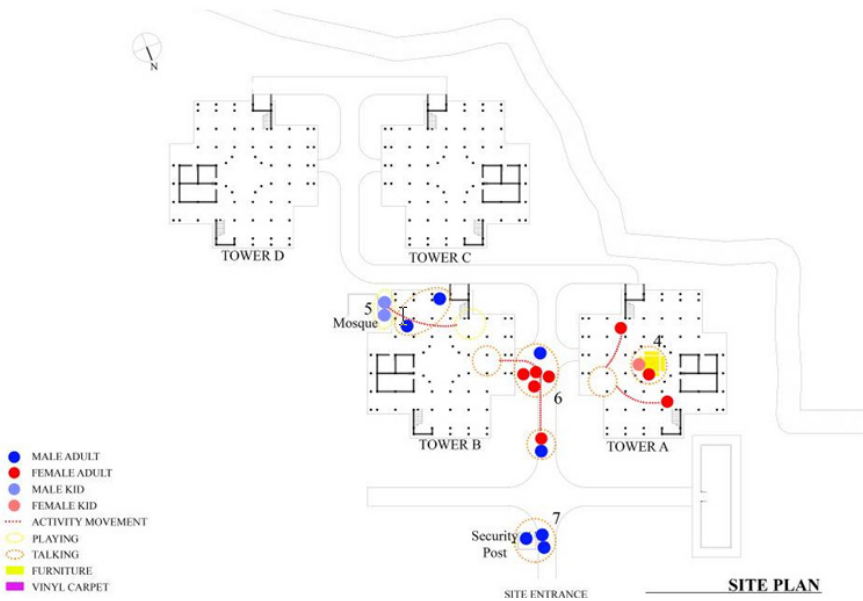 N
TOWER D
TOWER C
5
Mosque
4
6
TOWER B
TOWER A
MALE ADULT
FEMALE ADULT
MALE KID
FEMALE KID
ACTIVITY MOVEMENT
PLAYING
TALKING
FURNITURE
VINYL CARPET
7
Security
Post
SITE ENTRANCE
SITE PLAN